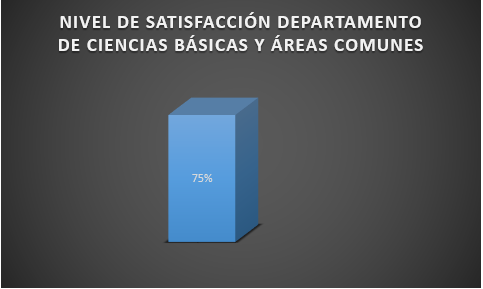 NIVEL DE SATISFACCIÓN DEPARTAMENTO
DE CIENCIAS BÁSICAS Y ÁREAS COMUNES
75%